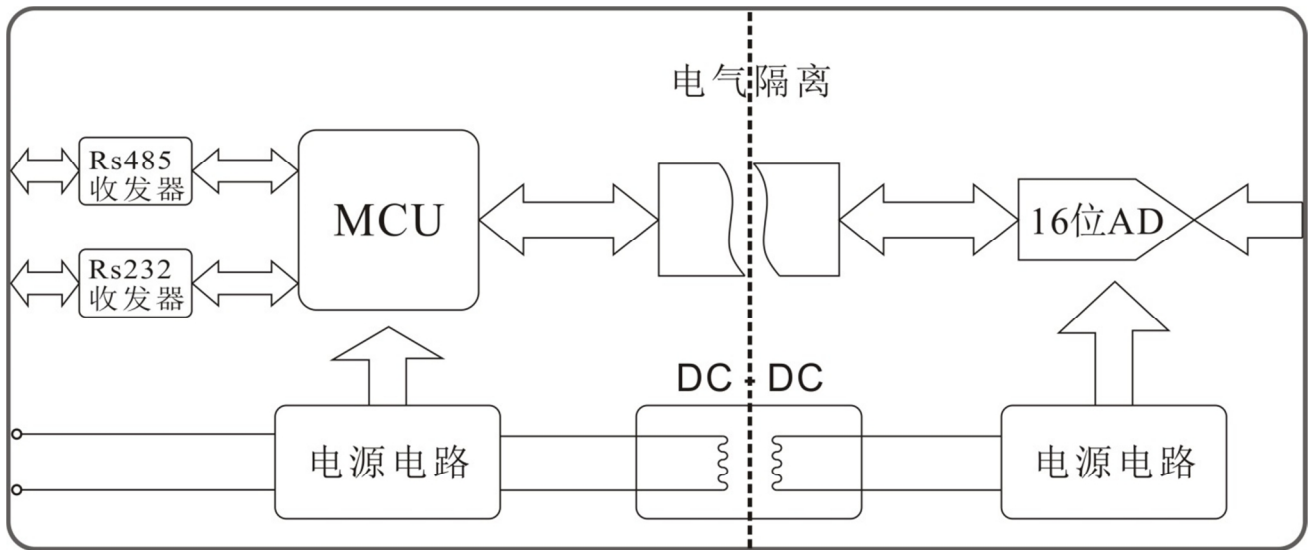 电气隔离
Rs485
收发器
MCU
16位AD
Rs232
收发器
DC-DC
电源电路
电源电路